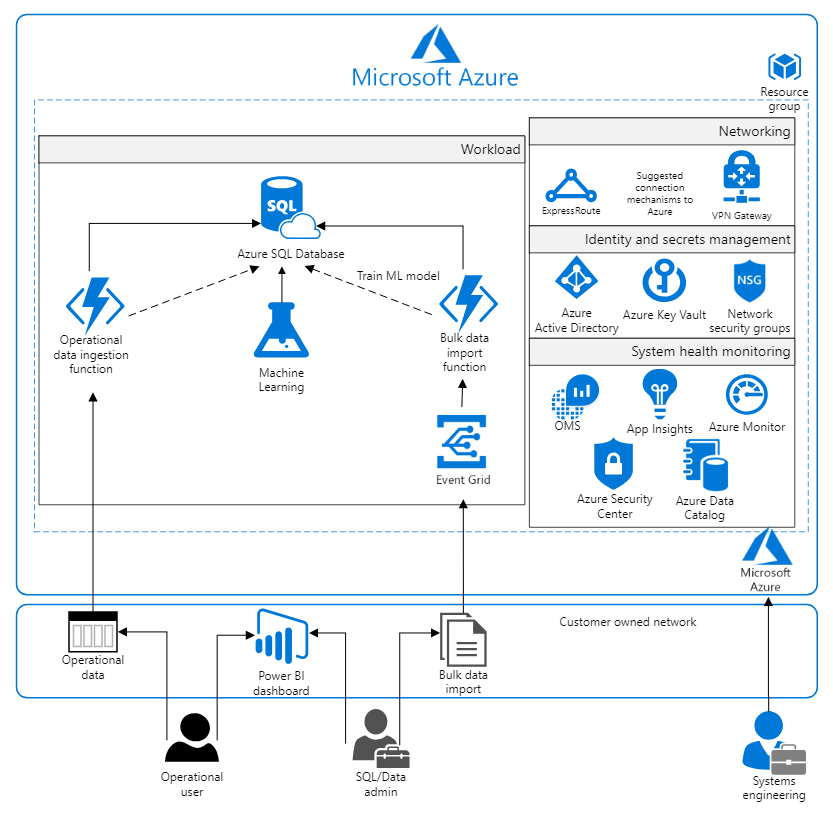 Microsoft Azure
Resource
group
Networking
Workload
SQL
Azure SQL Database
Train ML model
Operational
data ingestion
function
Machine
Learning
Bulk data
import
function
Event Grid
ExpressRoute
Suggested
connection
mechanisms to
Azure
VPN Gateway
Identity and secrets management
NSG
Azure
Active Directory
Azure Key Vault
Network
security groups
System health monitoring
OMS
App Insights
Azure Monitor
Azure Security
Center
Azure Data
Catalog
Microsoft
Azure
Customer owned network
Operational
data
Power BI
dashboard
Bulk data
import
Operational
user
SQL/Data
admin
Systems
engineering